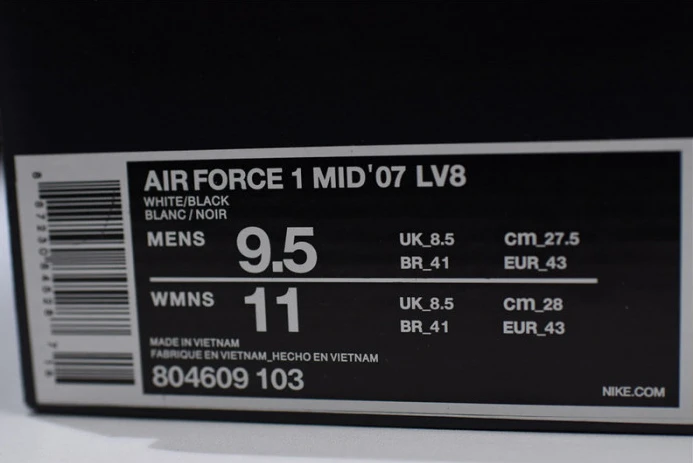 AIR FORCE 1 MID '07 LV8
WHITE/BLACK
BLANC / NOIR
MENS 9.5 UK_8.5 cm_27.5
BR_41 EUR_43
WMNS 11 UK_8.5 cm_28
BR_41 EUR_43
MADE IN VIETNAM
FABRIQUE EN VIETNAM_HECHO EN VIETNAM
804609 103
NIKE.COM